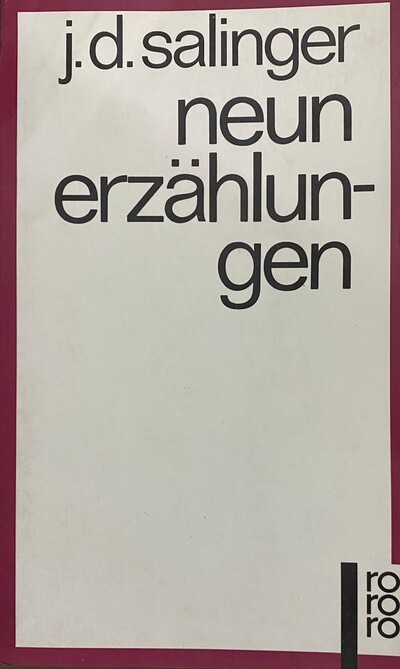 j. d. salinger
neun
erzählun-
gen
ro
ro
ro